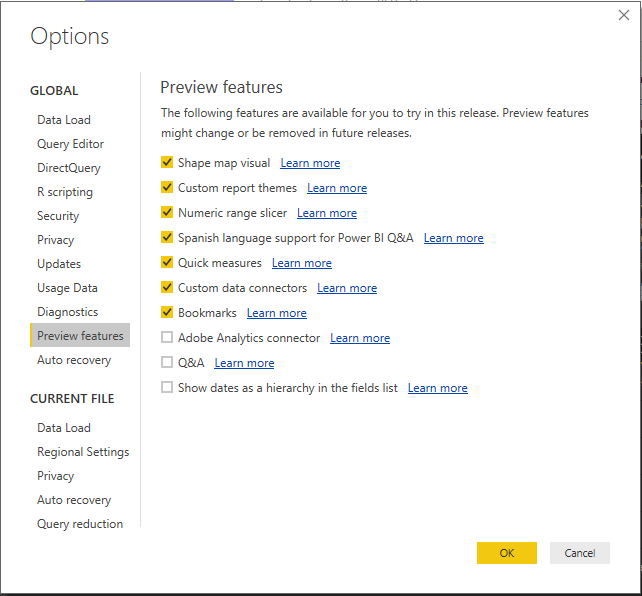 Options
GLOBAL
Data Load
Query Editor
DirectQuery
R scripting
Security
Privacy
Updates
Usage Data
Diagnostics
Preview features
Auto recovery
CURRENT FILE
Data Load
Regional Settings
Privacy
Auto recovery
Query reduction
Preview features
The following features are available for you to try in this release. Preview features
might change or be removed in future releases.
Shape map visual Learn more
Custom report themes Learn more
Numeric range slicer Learn more
Spanish language support for Power BI Q&A Learn more
Quick measures Learn more
Custom data connectors Learn more
Bookmarks Learn more
Adobe Analytics connector Learn more
Q&A Learn more
Show dates as a hierarchy in the fields list Learn more
OK Cancel